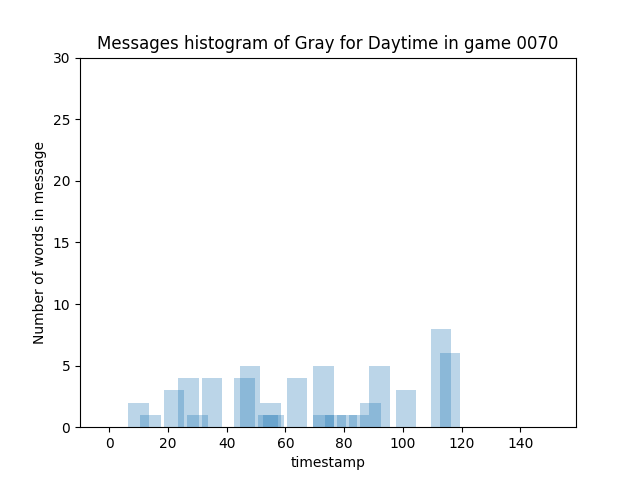 Messages histogram of Gray for Daytime in game 0070
30
25
20
15
10
5
0
Number of words in message
0 20 40 60 80 100 120 140
timestamp